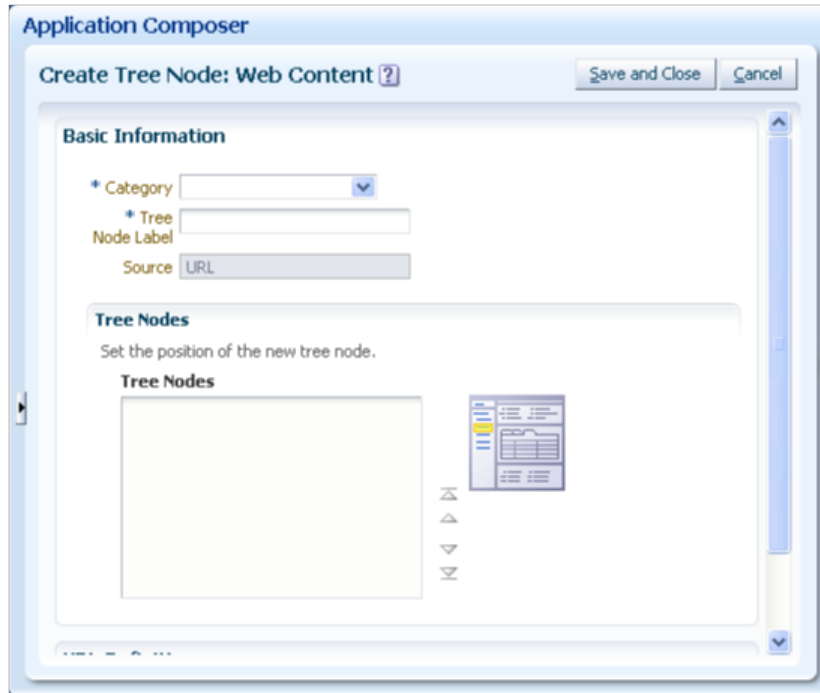 Application Composer
Create Tree Node: Web Content ?
Save and Close
Cancel
Basic Information
* Category
* Tree
Node Label
Source URL
Tree Nodes
Set the position of the new tree node.
Tree Nodes